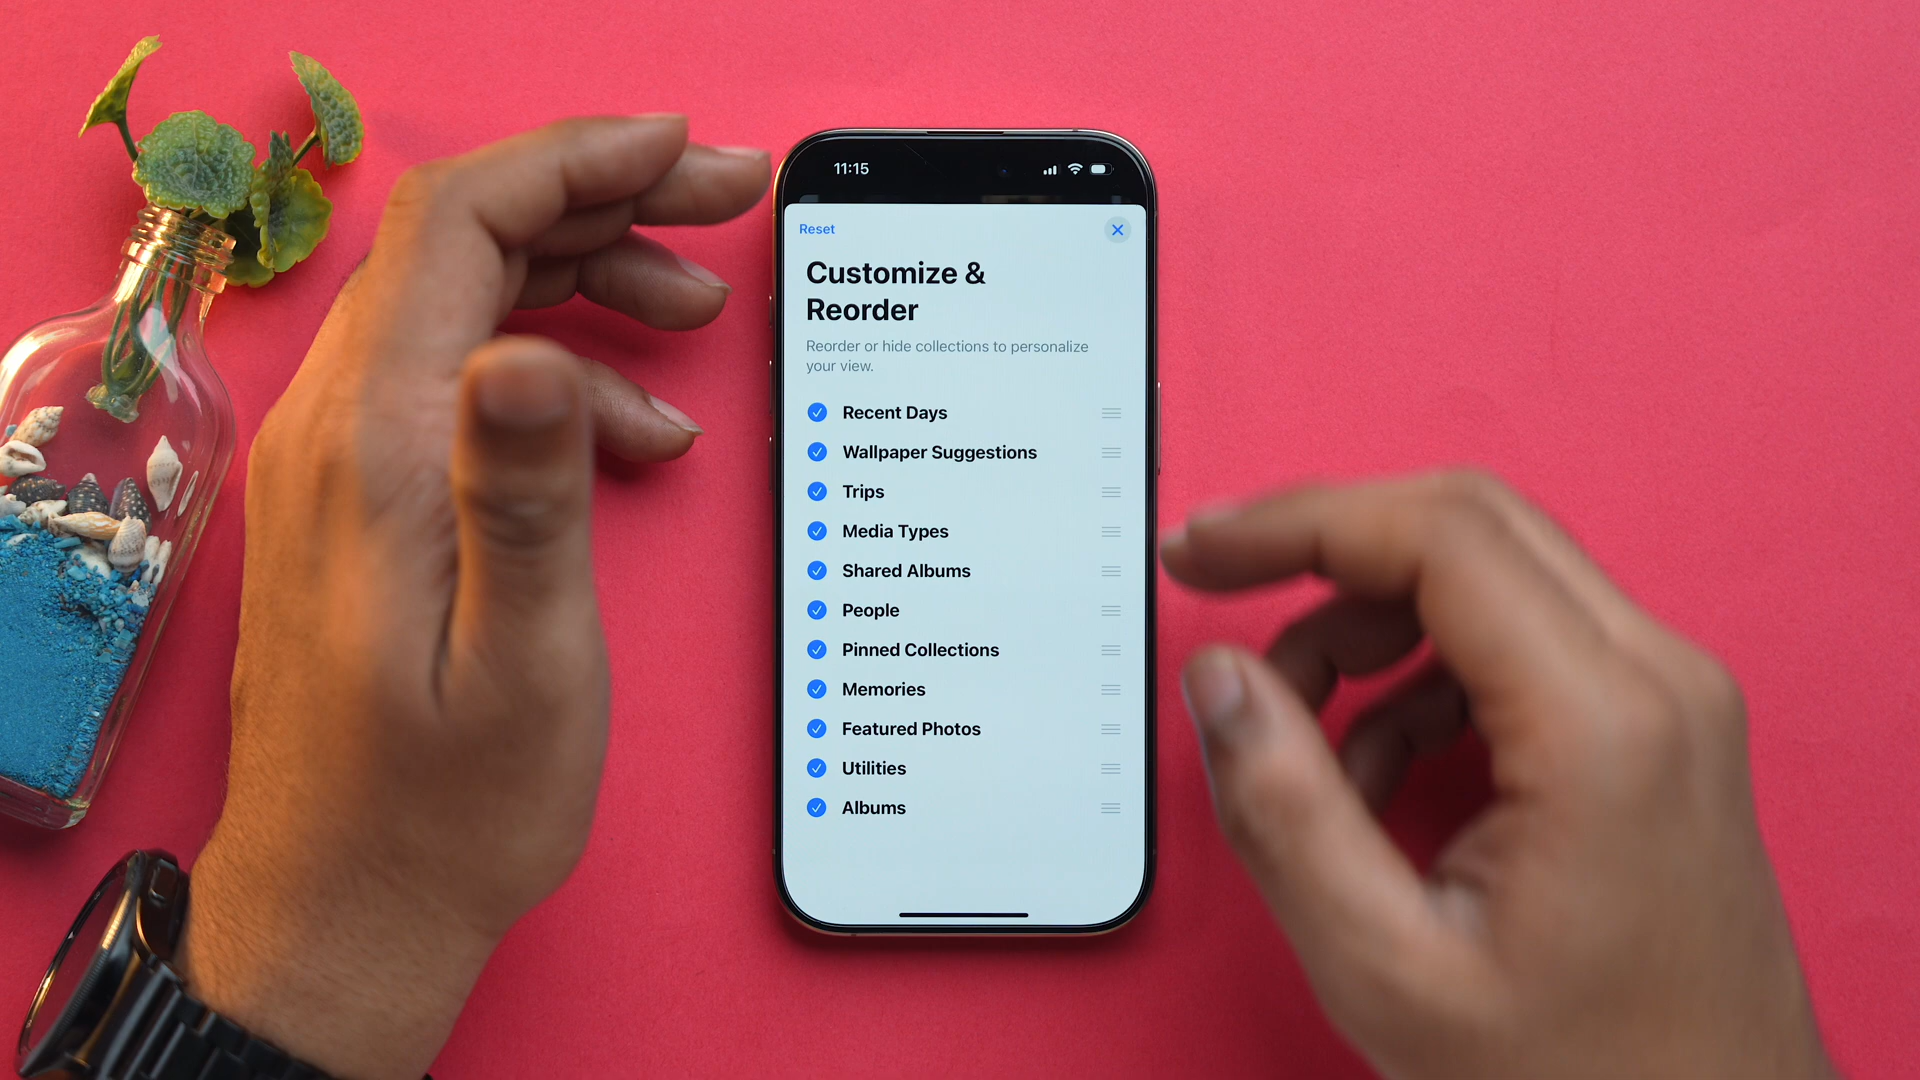 11:15
Reset
Customize &
Reorder
Reorder or hide collections to personalize
your view.
Recent Days
Wallpaper Suggestions
Trips
Media Types
Shared Albums
People
Pinned Collections
Memories
Featured Photos
Utilities
Albums